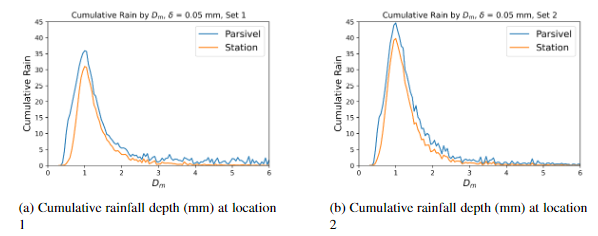 Cumulative Rain by Dm, δ = 0.05 mm, Set 1
45
40
35
30
25
20
15
10
5
0
Cumulative Rain
Parsivel
Station
0 1 2 3 4 5 6
Dm
(a) Cumulative rainfall depth (mm) at location
1
Cumulative Rain by Dm, δ = 0.05 mm, Set 2
45
40
35
30
25
20
15
10
5
0
Cumulative Rain
Parsivel
Station
0 1 2 3 4 5 6
Dm
(b) Cumulative rainfall depth (mm) at location
2